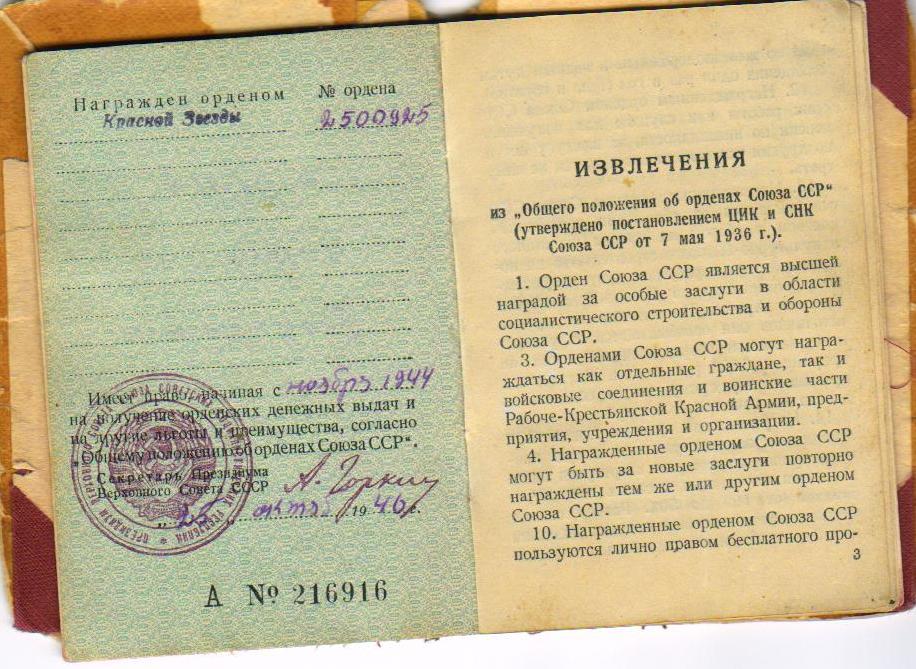 Награжден орденом
№ ордена
Красной Звезды
2500925
Имеет право начиная с ноябр. 1944
на получение орденских денежных выдач и
на другие льготы и преимущества, согласно
„Общему положению об орденах Союза ССР“.
Секретарь Президиума
Верховного Совета СССР
А. Горкин
„28“ октяб 1946 г.
А № 216916
ИЗВЛЕЧЕНИЯ
из „Общего положения об орденах Союза ССР“
(утверждено постановлением ЦИК и СНК
Союза ССР от 7 мая 1936 г.).
1. Орден Союза ССР является высшей
наградой за особые заслуги в области
социалистического строительства и обороны
Союза ССР.
3. Орденами Союза ССР могут награ-
ждаться как отдельные граждане, так и
войсковые соединения и воинские части
Рабоче-Крестьянской Красной Армии, пред-
приятия, учреждения и организации.
4. Награжденные орденом Союза ССР
могут быть за новые заслуги повторно
награждены тем же или другим орденом
Союза ССР.
10. Награжденные орденом Союза ССР
пользуются лично правом бесплатного про-
3